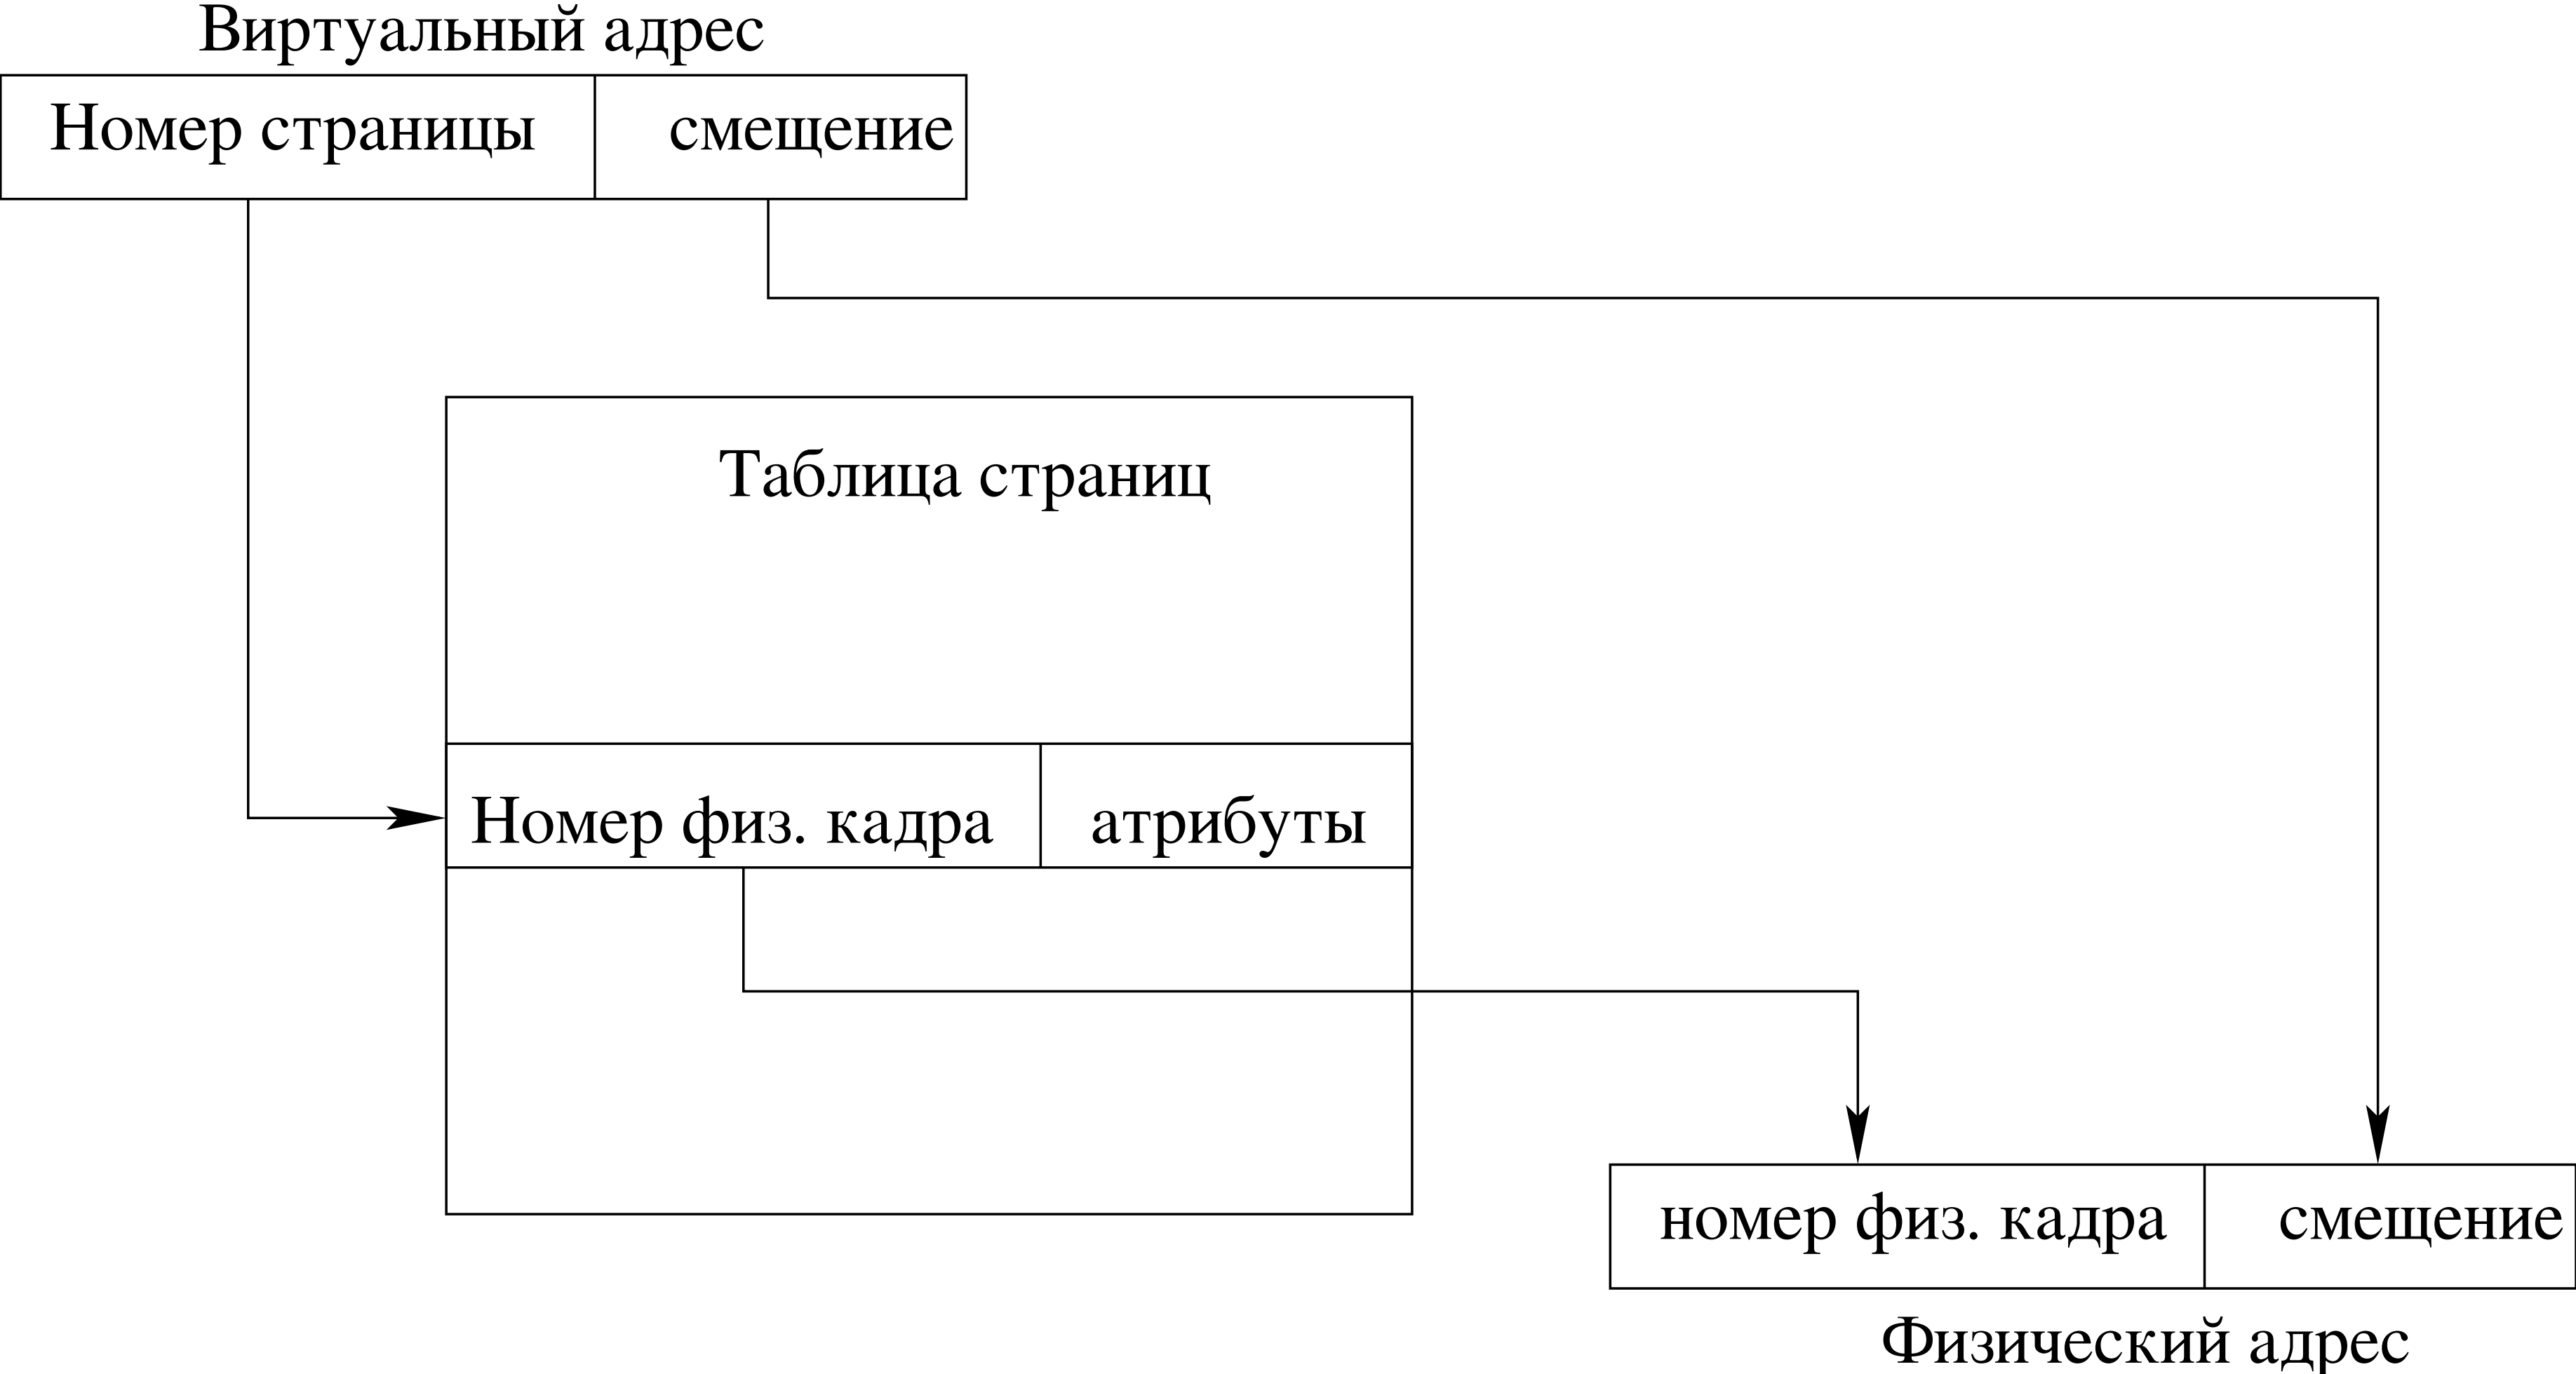 Виртуальный адрес
Номер страницы смещение
Таблица страниц
Номер физ. кадра атрибуты
номер физ. кадра смещение
Физический адрес